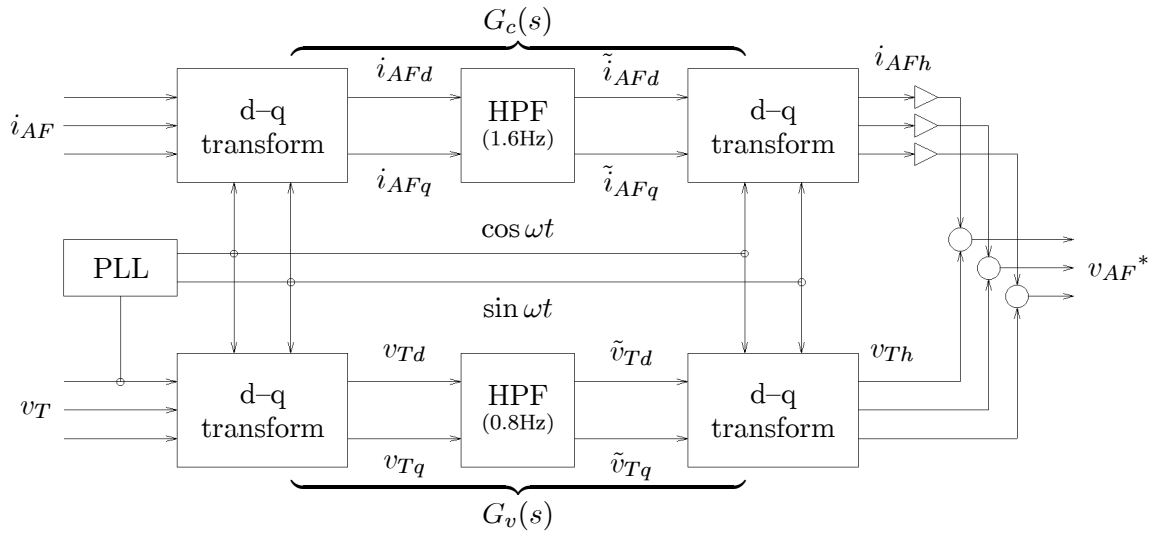 G_c(s)
i_AFd
ĩ_AFd
i_AFh
d–q
transform
HPF
(1.6Hz)
d–q
transform
i_AF
i_AFq
ĩ_AFq
cos ωt
PLL
v_AF*
sin ωt
v_Td
ṽ_Td
v_Th
d–q
transform
HPF
(0.8Hz)
d–q
transform
v_T
v_Tq
ṽ_Tq
G_v(s)